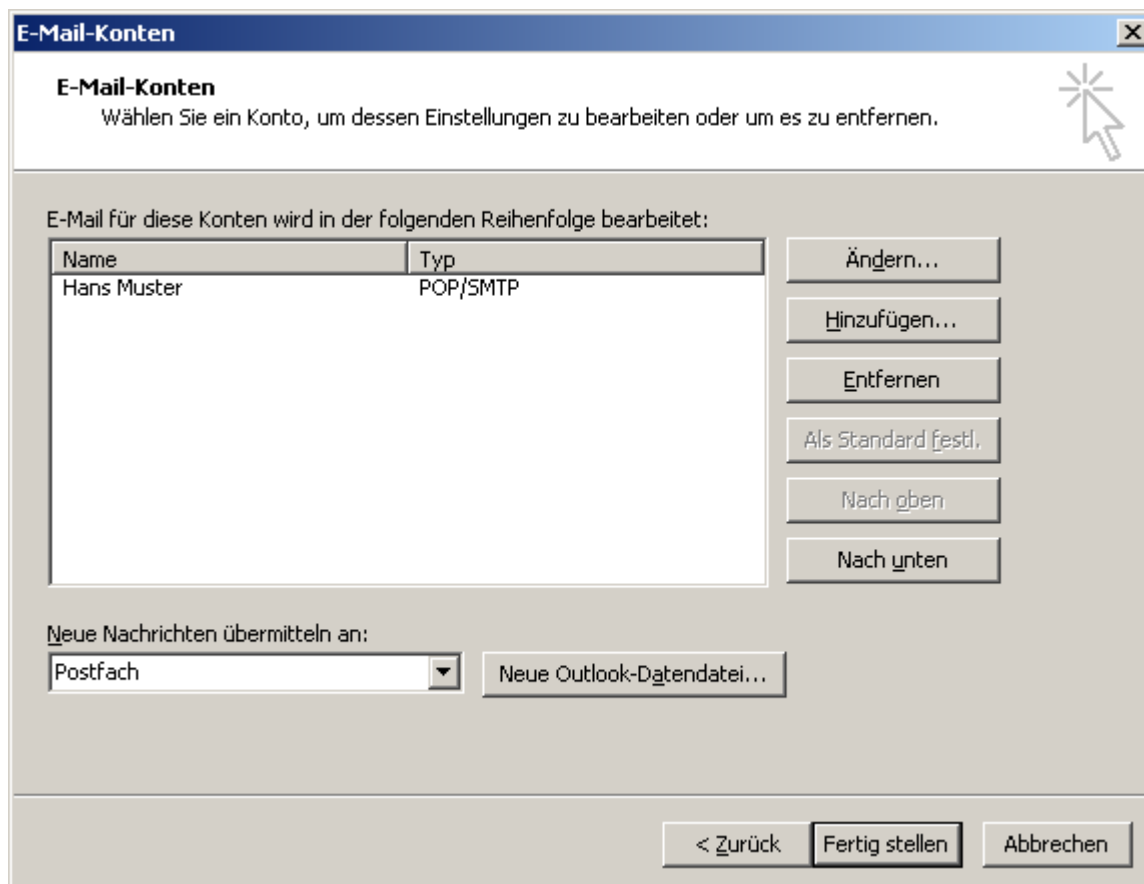 E-Mail-Konten
E-Mail-Konten
Wählen Sie ein Konto, um dessen Einstellungen zu bearbeiten oder um es zu entfernen.
E-Mail für diese Konten wird in der folgenden Reihenfolge bearbeitet:
Name Typ
Hans Muster POP/SMTP
Ändern...
Hinzufügen...
Entfernen
Als Standard festl.
Nach oben
Nach unten
Neue Nachrichten übermitteln an:
Postfach Neue Outlook-Datendatei...
< Zurück Fertig stellen Abbrechen